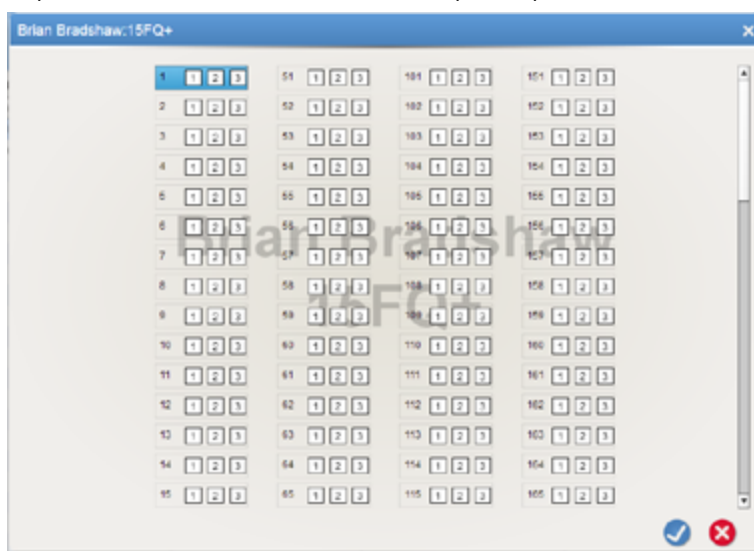 Brian Bradshaw:15FQ+
1 1 2 3 51 1 2 3 101 1 2 3 151 1 2 3
2 1 2 3 52 1 2 3 102 1 2 3 152 1 2 3
3 1 2 3 53 1 2 3 103 1 2 3 153 1 2 3
4 1 2 3 54 1 2 3 104 1 2 3 154 1 2 3
5 1 2 3 55 1 2 3 105 1 2 3 155 1 2 3
6 1 2 3 56 1 2 3 106 1 2 3 156 1 2 3
Brian Bradshaw
7 1 2 3 57 1 2 3 107 1 2 3 157 1 2 3
8 1 2 3 58 1 2 3 108 1 2 3 158 1 2 3
15FQ+
9 1 2 3 59 1 2 3 109 1 2 3 159 1 2 3
10 1 2 3 60 1 2 3 110 1 2 3 160 1 2 3
11 1 2 3 61 1 2 3 111 1 2 3 161 1 2 3
12 1 2 3 62 1 2 3 112 1 2 3 162 1 2 3
13 1 2 3 63 1 2 3 113 1 2 3 163 1 2 3
14 1 2 3 64 1 2 3 114 1 2 3 164 1 2 3
15 1 2 3 65 1 2 3 115 1 2 3 165 1 2 3